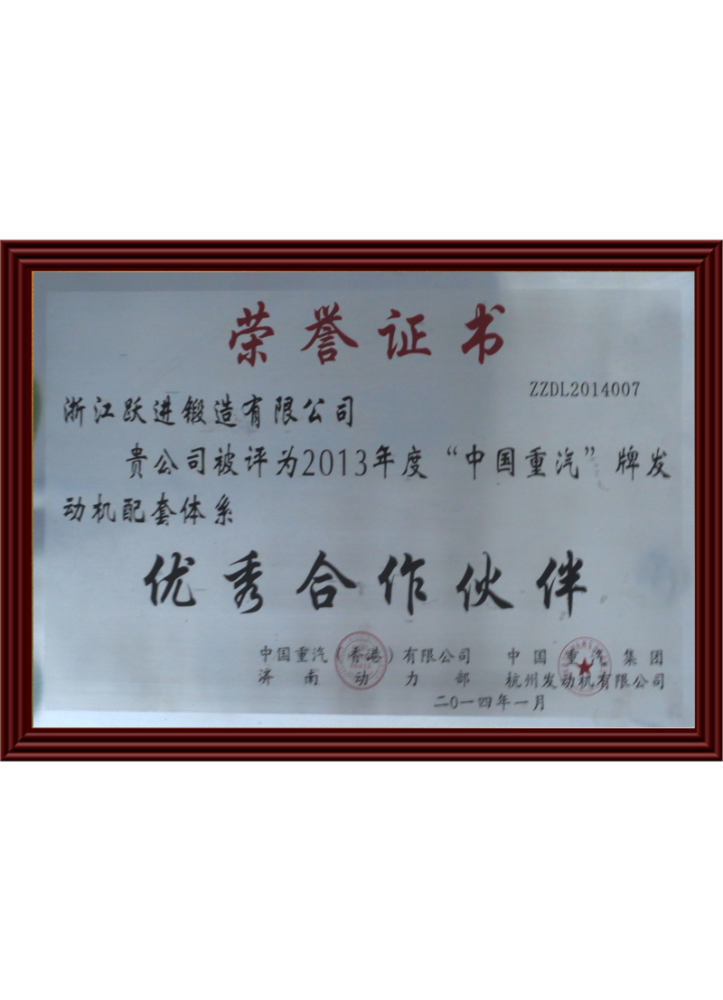 荣誉证书
ZZDL2014007
浙江跃进锻造有限公司
贵公司被评为2013年度“中国重汽”牌发
动机配套体系
优秀合作伙伴
中国重汽(香港)有限公司 中国重汽集团
济南动力部 杭州发动机有限公司
二〇一四年一月